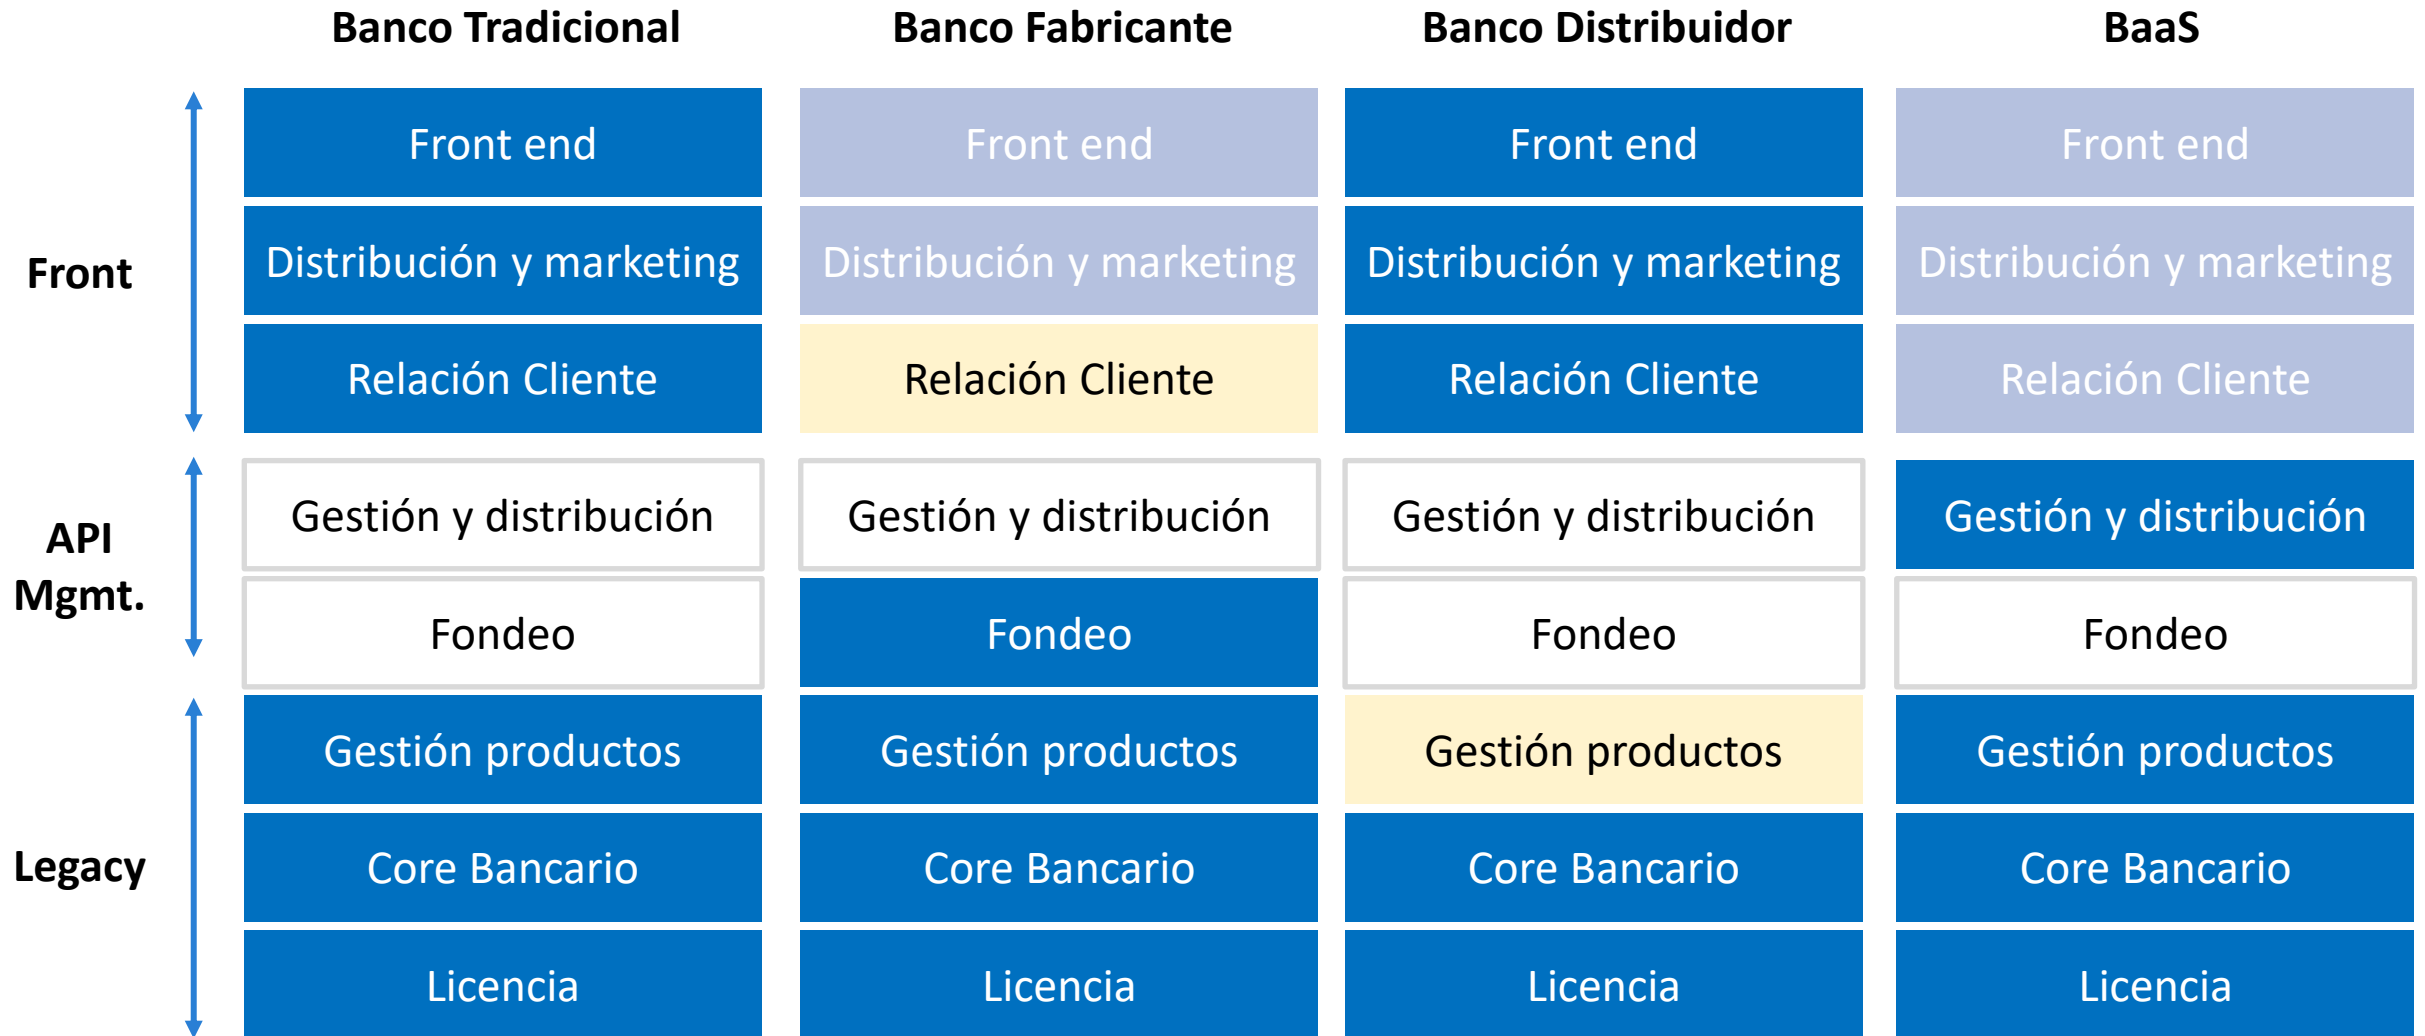 Banco Tradicional
Banco Fabricante
Banco Distribuidor
BaaS
Front
Front end
Front end
Front end
Front end
Distribución y marketing
Distribución y marketing
Distribución y marketing
Distribución y marketing
Relación Cliente
Relación Cliente
Relación Cliente
Relación Cliente
API
Mgmt.
Gestión y distribución
Gestión y distribución
Gestión y distribución
Gestión y distribución
Fondeo
Fondeo
Fondeo
Fondeo
Legacy
Gestión productos
Gestión productos
Gestión productos
Gestión productos
Core Bancario
Core Bancario
Core Bancario
Core Bancario
Licencia
Licencia
Licencia
Licencia